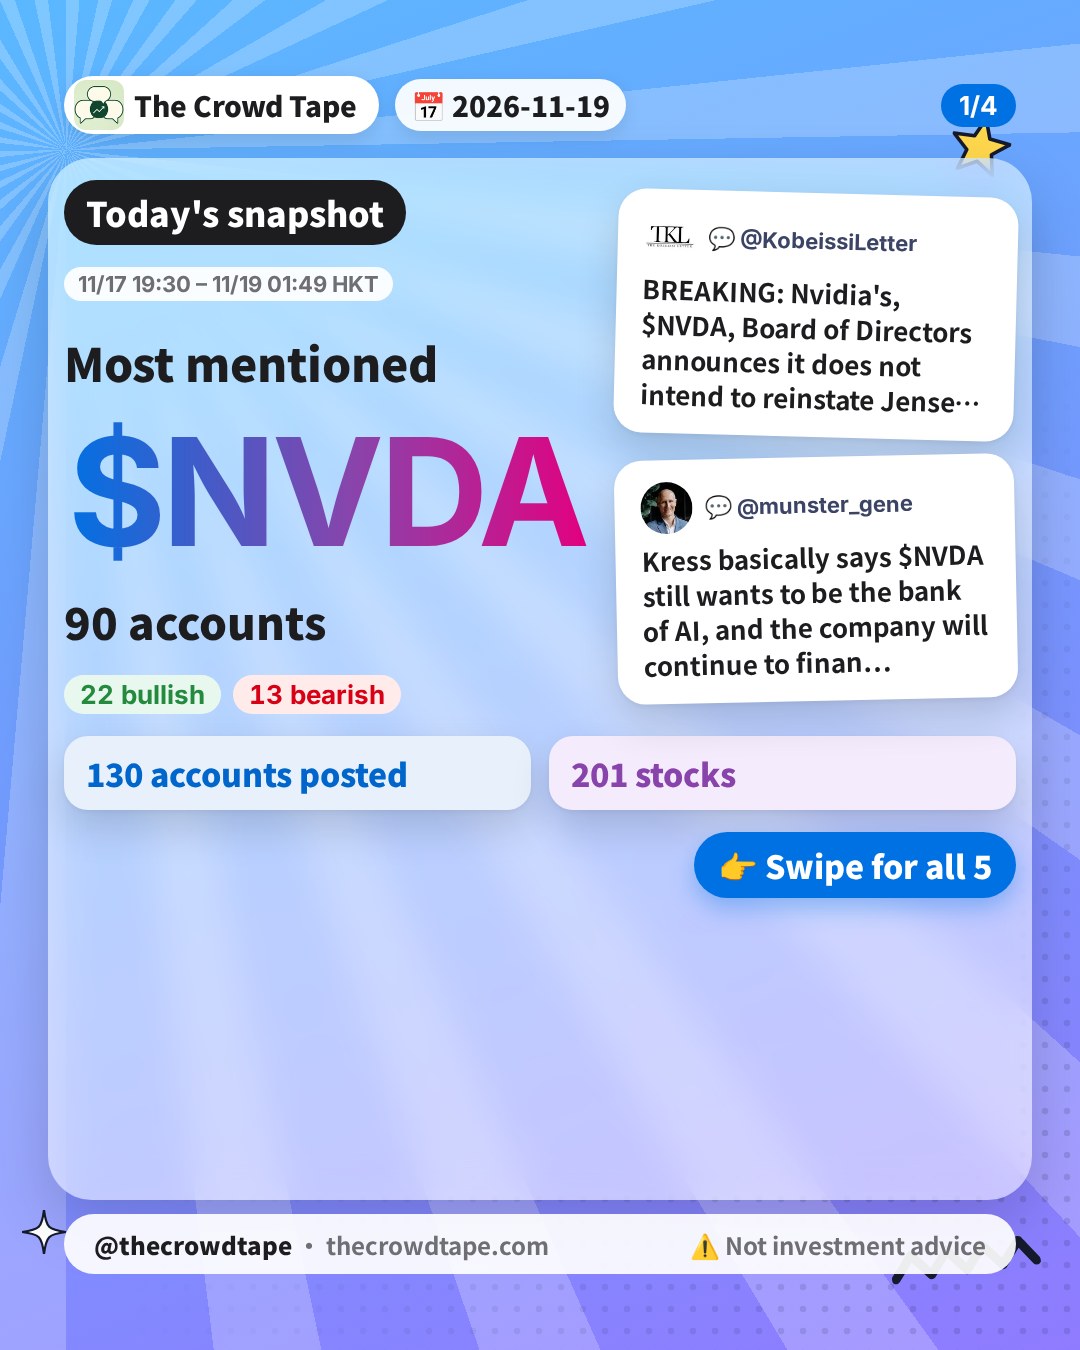 The Crowd Tape
July
17
2026-11-19
1/4
Today's snapshot
11/17 19:30 – 11/19 01:49 HKT
Most mentioned
$NVDA
90 accounts
22 bullish
13 bearish
TKL
@KobeissiLetter
BREAKING: Nvidia's,
$NVDA, Board of Directors
announces it does not
intend to reinstate Jense…
@munster_gene
Kress basically says $NVDA
still wants to be the bank
of AI, and the company will
continue to finan…
130 accounts posted
201 stocks
👉 Swipe for all 5
@thecrowdtape • thecrowdtape.com
⚠️ Not investment advice